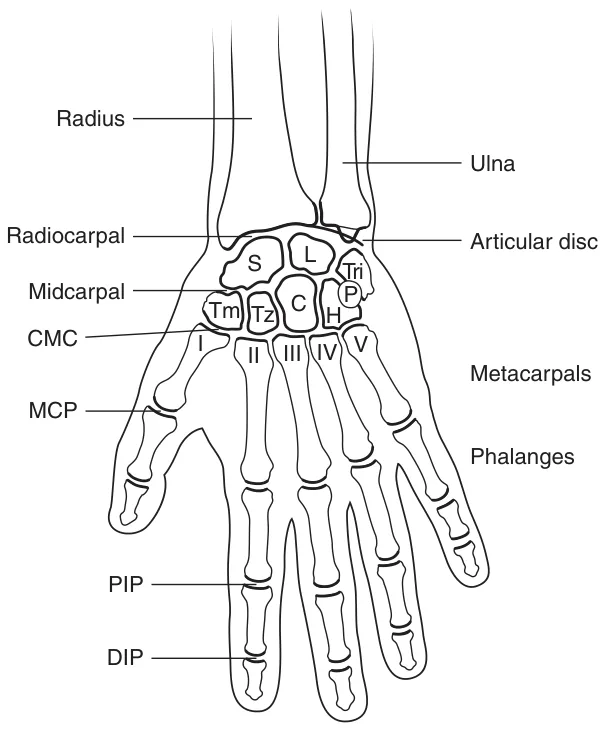 Radius
Ulna
Radiocarpal
Articular disc
S
L
Tri
Midcarpal
P
Tm
Tz
C
H
CMC
I
II
III
IV
V
Metacarpals
MCP
Phalanges
PIP
DIP